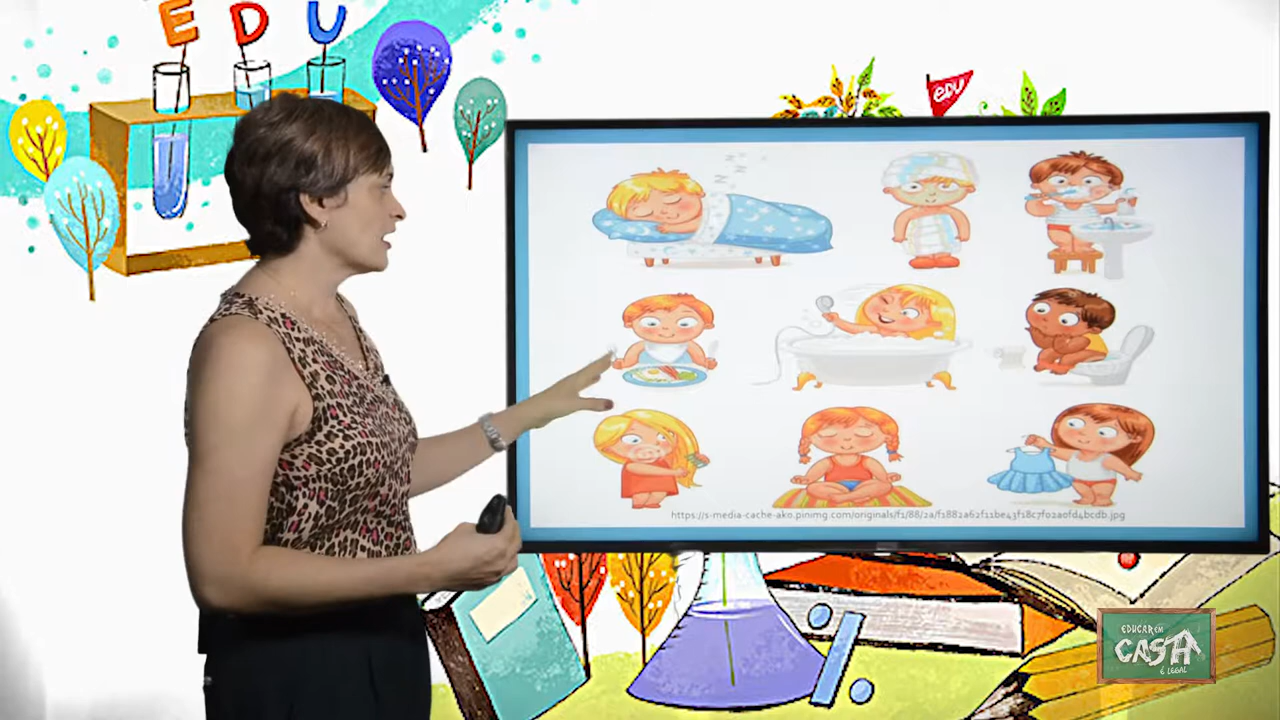 EDU
EDU
https://s-media-cache-ak0.pinimg.com/originals/f1/88/2a/f1882a62f11be43f18c7f02a0fd4bcdb.jpg
EDUCAR EM
CASA
É LEGAL